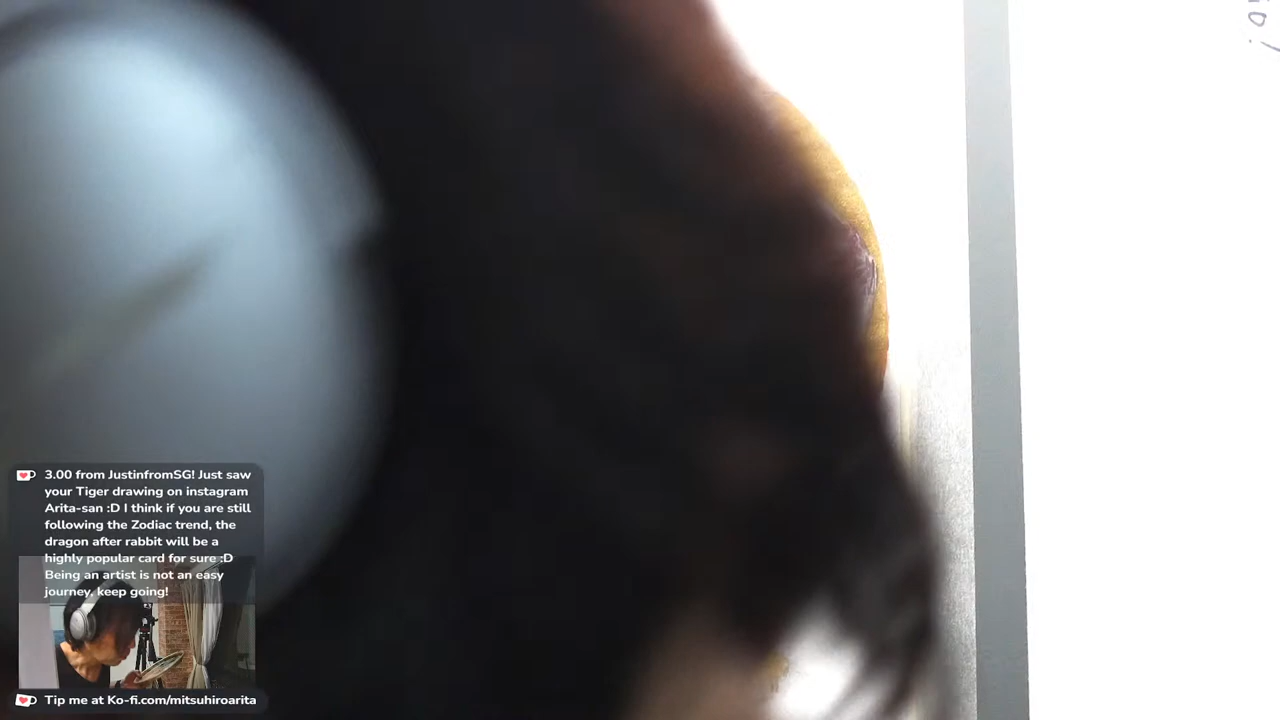 3.00 from JustinfromSG! Just saw
your Tiger drawing on instagram
Arita-san :D I think if you are still
following the Zodiac trend, the
dragon after rabbit will be a
highly popular card for sure :D
Being an artist is not an easy
journey, keep going!
Tip me at Ko-fi.com/mitsuhiroarita